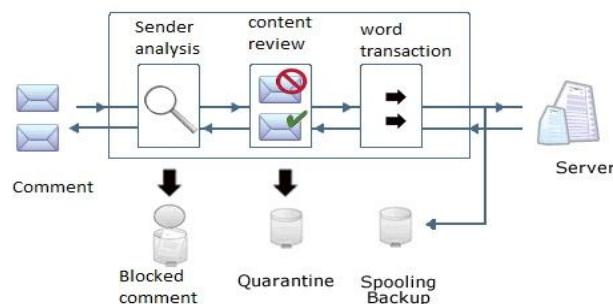 Sender
analysis
content
review
word
transaction
Comment
Server
Blocked
comment
Quarantine
Spooling
Backup